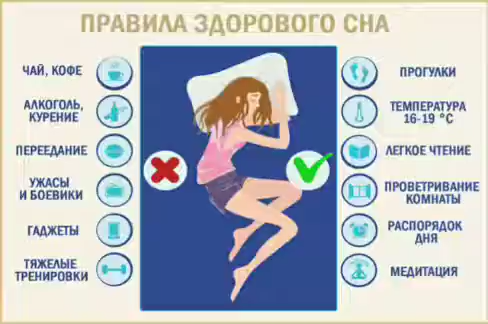 ПРАВИЛА ЗДОРОВОГО СНА
ЧАЙ, КОФЕ
АЛКОГОЛЬ,
КУРЕНИЕ
ПЕРЕЕДАНИЕ
УЖАСЫ
И БОЕВИКИ
ГАДЖЕТЫ
ТЯЖЕЛЫЕ
ТРЕНИРОВКИ
ПРОГУЛКИ
ТЕМПЕРАТУРА
16-19 °С
ЛЕГКОЕ ЧТЕНИЕ
ПРОВЕТРИВАНИЕ
КОМНАТЫ
РАСПОРЯДОК
ДНЯ
МЕДИТАЦИЯ